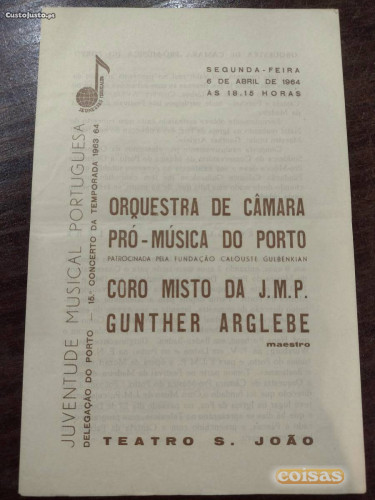 CustoJusto.pt
SEGUNDA-FEIRA
6 DE ABRIL DE 1964
AS 18,15 HORAS
JUVENTUDE MUSICAL PORTUGUESA
DELEGAÇÃO DO PORTO — 15.º CONCERTO DA TEMPORADA 1963 64
ORQUESTRA DE CÂMARA
PRÓ-MÚSICA DO PORTO
PATROCINADA PELA FUNDAÇÃO CALOUSTE GULBENKIAN
CORO MISTO DA J.M.P.
GUNTHER ARGLEBE
maestro
TEATRO S. JOÃO
coisas